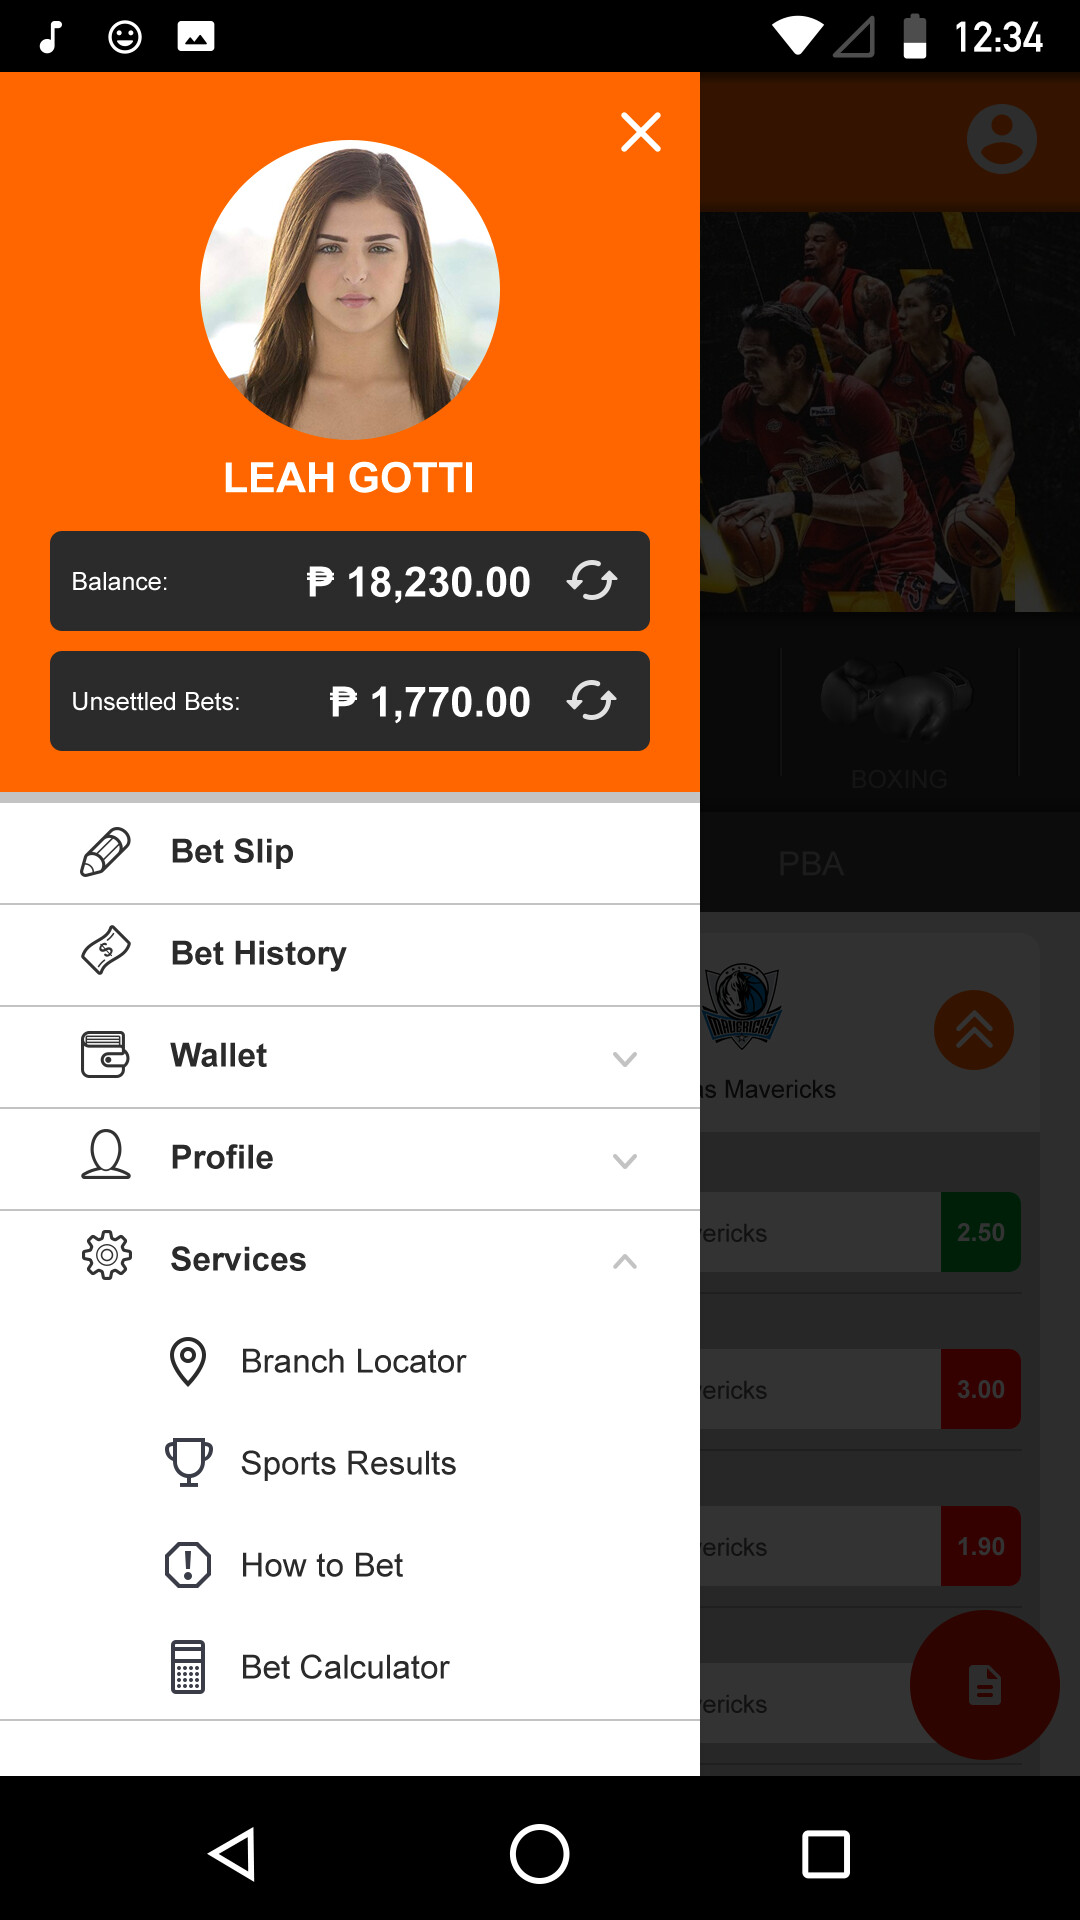 12:34
LEAH GOTTI
Balance: ₱ 18,230.00
Unsettled Bets: ₱ 1,770.00
BOXING
Bet Slip
PBA
Bet History
MAVERICKS
Wallet
s Mavericks
Profile
ericks 2.50
Services
Branch Locator
ericks 3.00
Sports Results
ericks 1.90
How to Bet
Bet Calculator
ericks